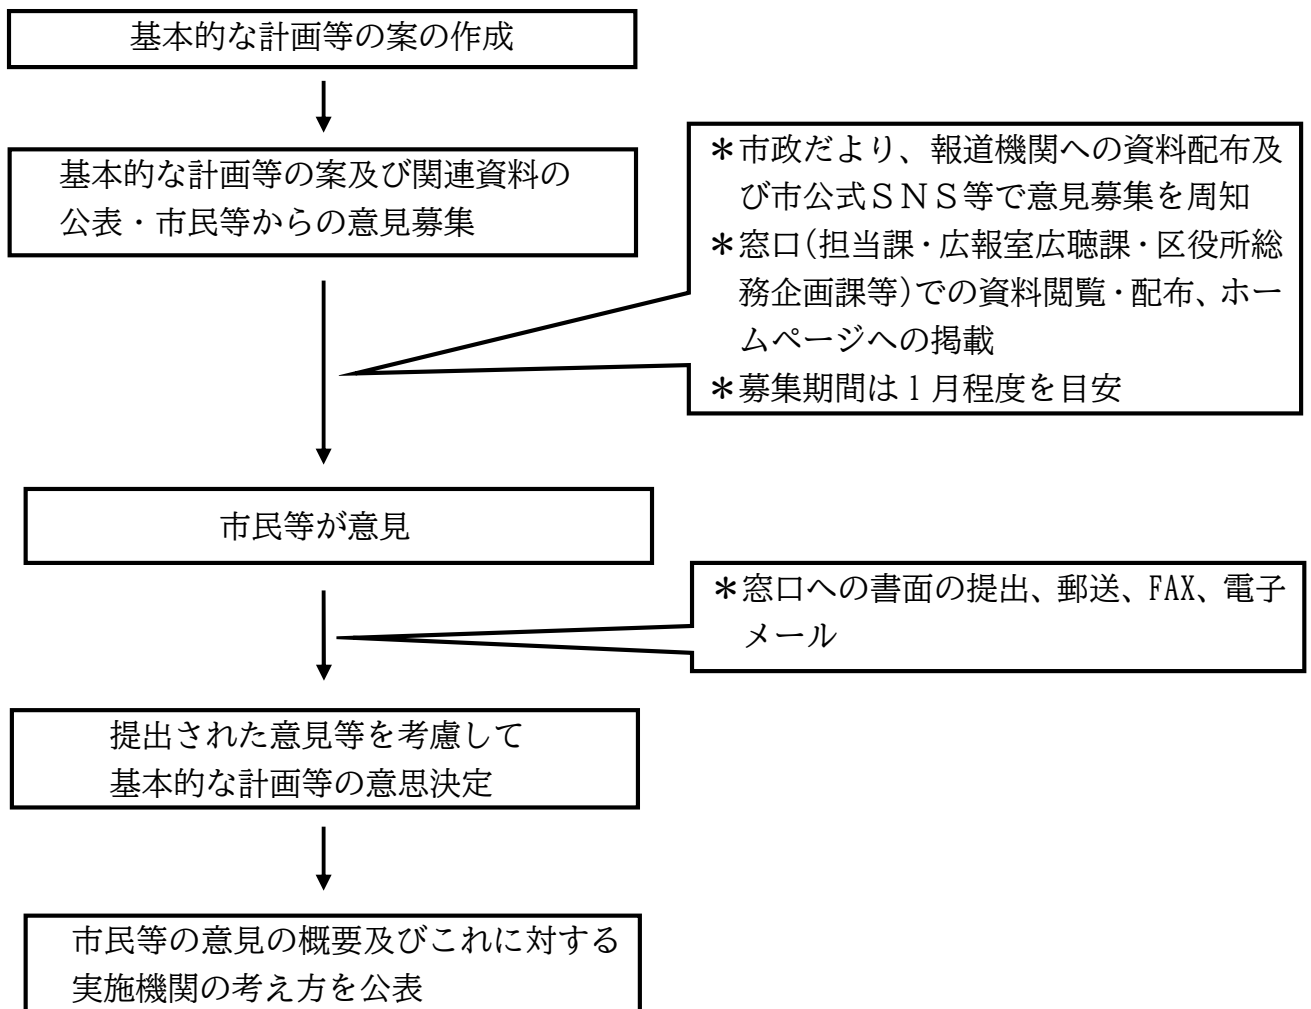 基本的な計画等の案の作成
基本的な計画等の案及び関連資料の
公表・市民等からの意見募集
＊市政だより、報道機関への資料配布及
び市公式ＳＮＳ等で意見募集を周知
＊窓口(担当課・広報室広聴課・区役所総
務企画課等)での資料閲覧・配布、ホー
ムページへの掲載
＊募集期間は１月程度を目安
市民等が意見
＊窓口への書面の提出、郵送、FAX、電子
メール
提出された意見等を考慮して
基本的な計画等の意思決定
市民等の意見の概要及びこれに対する
実施機関の考え方を公表